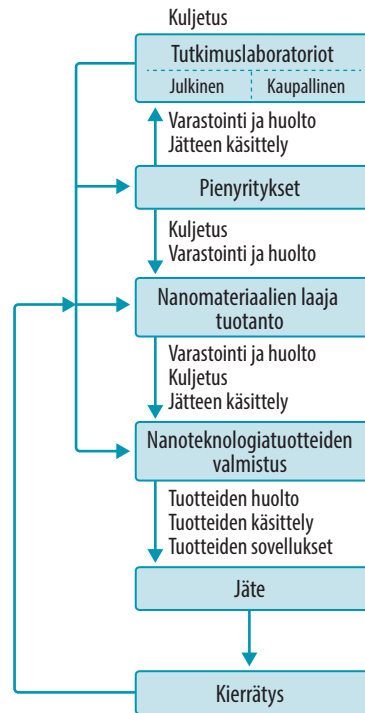 Kuljetus
Tutkimuslaboratoriot
Julkinen
Kaupallinen
Varastointi ja huolto
Jätteen käsittely
Pienyritykset
Kuljetus
Varastointi ja huolto
Nanomateriaalien laaja
tuotanto
Varastointi ja huolto
Kuljetus
Jätteen käsittely
Nanoteknologiatuotteiden
valmistus
Tuotteiden huolto
Tuotteiden käsittely
Tuotteiden sovellukset
Jäte
Kierrätys